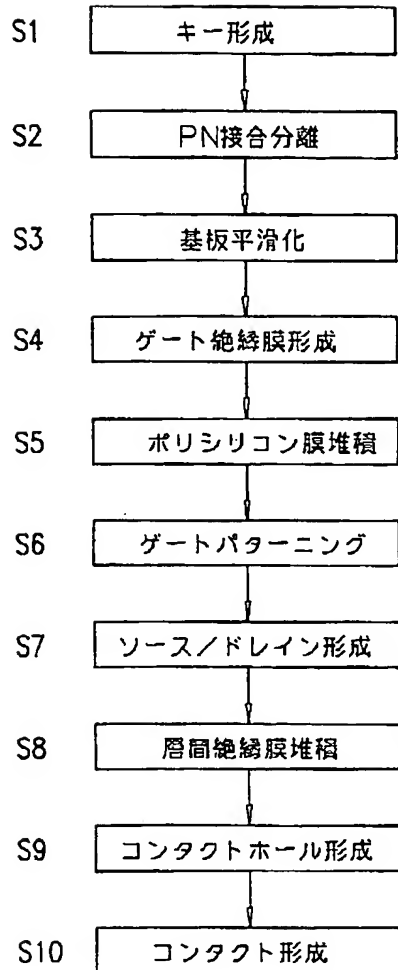 S1 キー形成
S2 PN接合分離
S3 基板平滑化
S4 ゲート絶縁膜形成
S5 ポリシリコン膜堆積
S6 ゲートパターニング
S7 ソース/ドレイン形成
S8 層間絶縁膜堆積
S9 コンタクトホール形成
S10 コンタクト形成